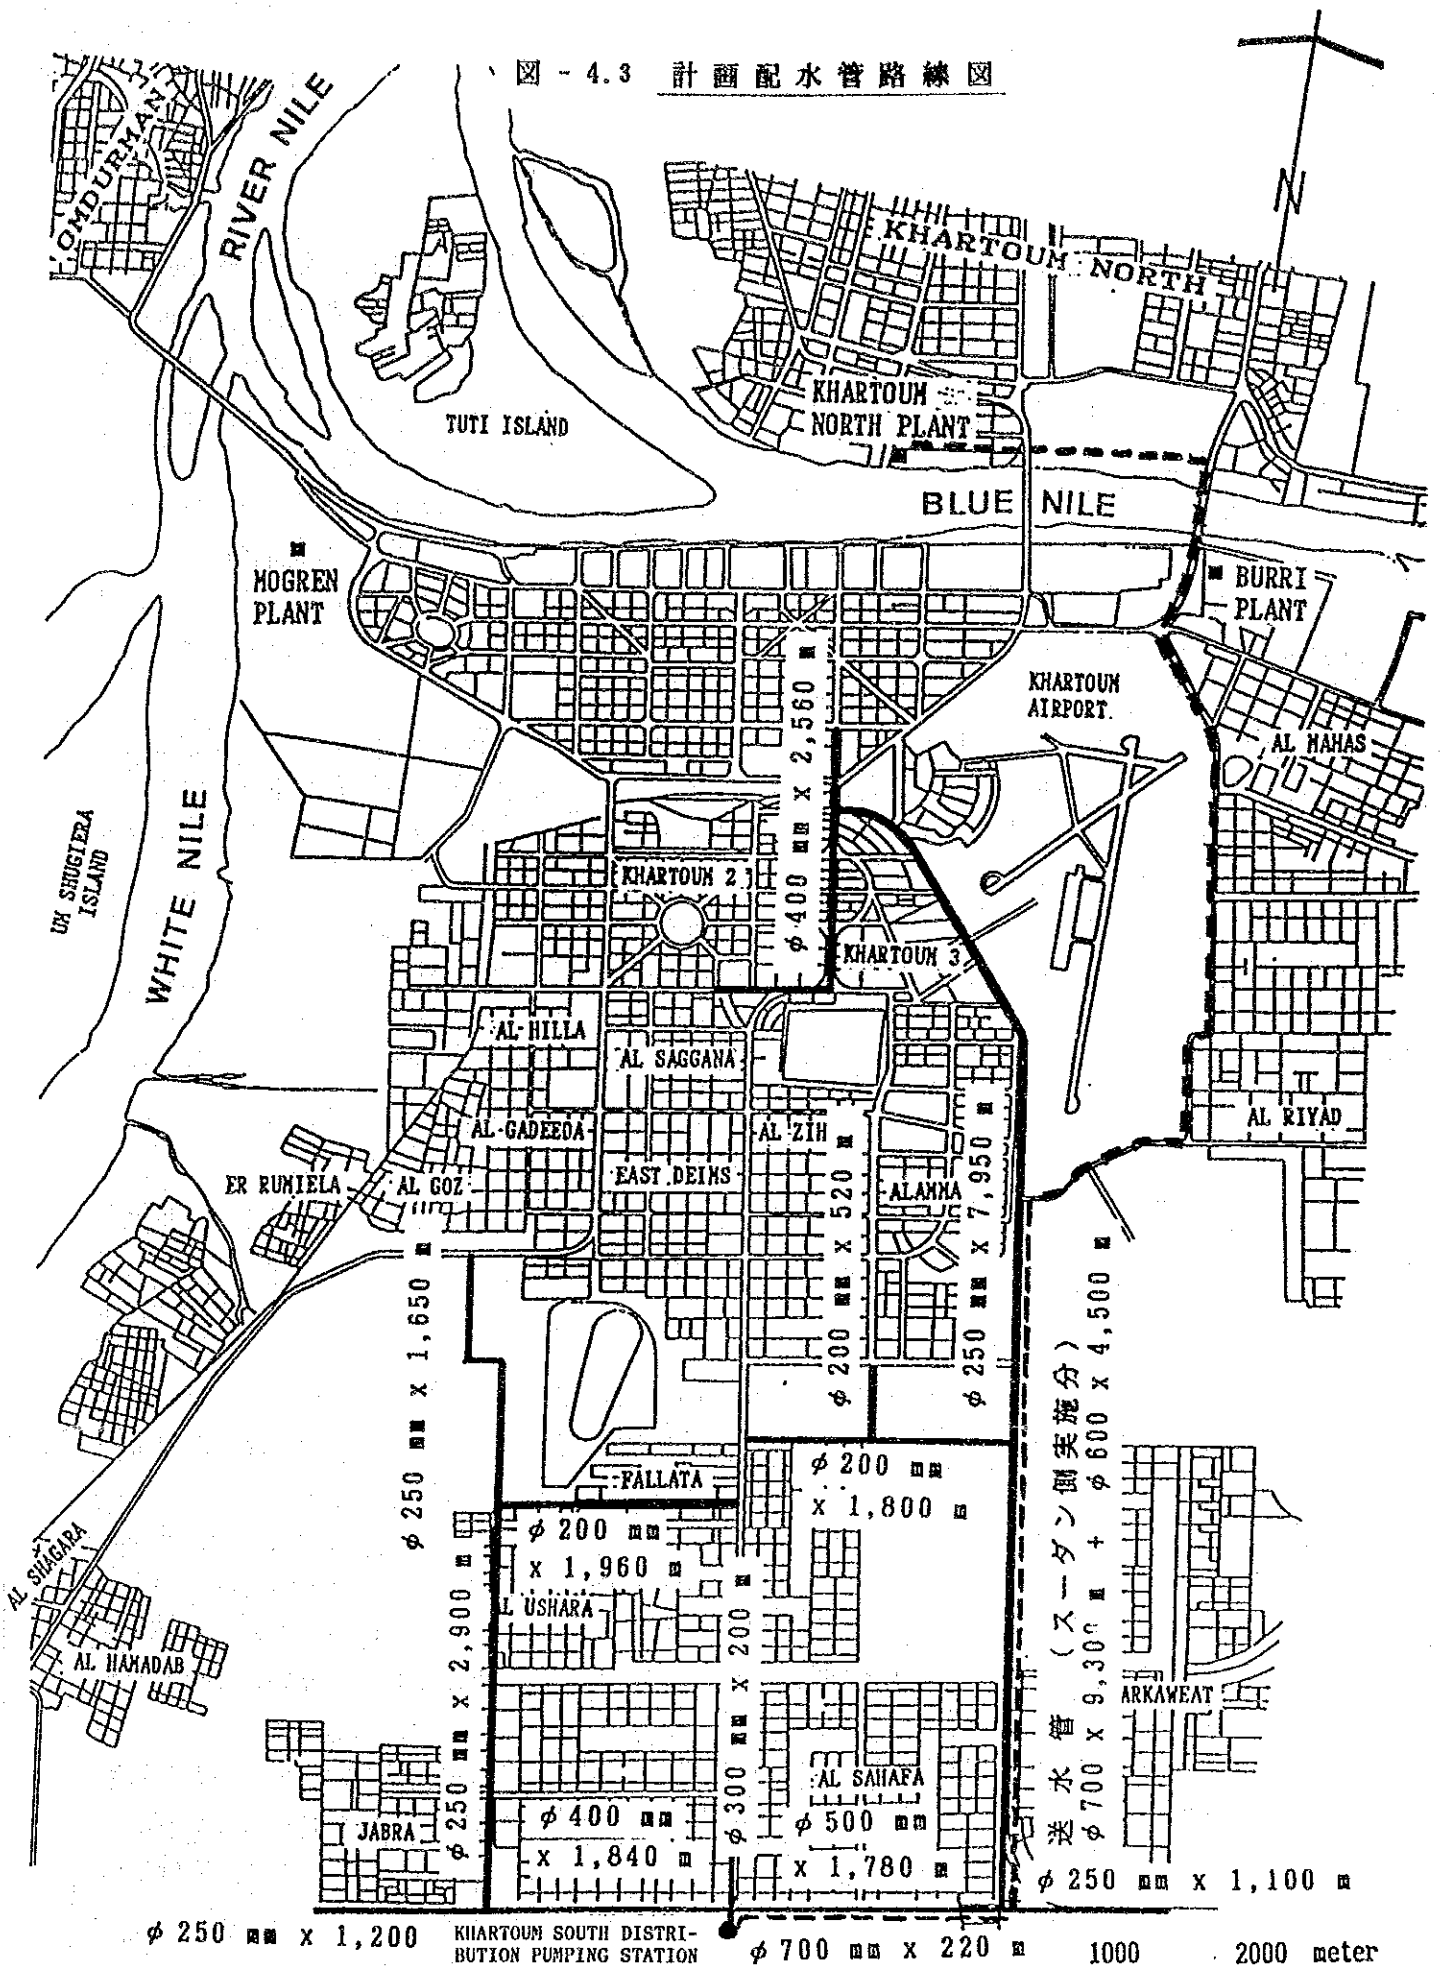 図 - 4.3 計画配水管路線図
OMDURMAN
RIVER NILE
N
KHARTOUM NORTH
KHARTOUM
NORTH PLANT
TUTI ISLAND
BLUE NILE
MOGREN
PLANT
BURRI
PLANT
KHARTOUM
AIRPORT.
AL MAHAS
φ 400 mm x 2,560 m
UM SHUGIERA
ISLAND
WHITE NILE
KHARTOUM 2
KHARTOUM 3
AL-HILLA
AL SAGGANA
AL-GADEEDA
AL ZIH
AL RIYAD
EAST DEIMS
ER RUMIELA
AL GOZ
ALAMMA
φ 200 mm x 520 m
φ 250 mm x 7,950 m
φ 250 mm x 1,650 m
FALLATA
φ 200 mm
x 1,800 m
φ 200 mm
x 1,960 m
送水管 (スーダン側実施分)
φ 700 x 9,300 m + φ 600 x 4,500 m
AL SHAGARA
L USHARA
AL HAMADAB
φ 250 mm x 2,900 m
φ 300 mm x 200 m
ARKAWEAT
AL SAHAFA
JABRA
φ 400 mm
x 1,840 m
φ 500 mm
x 1,780 m
φ 250 mm x 1,100 m
φ 250 mm x 1,200
KHARTOUM SOUTH DISTRI-
BUTION PUMPING STATION
φ 700 mm x 220 m
1000 2000 meter